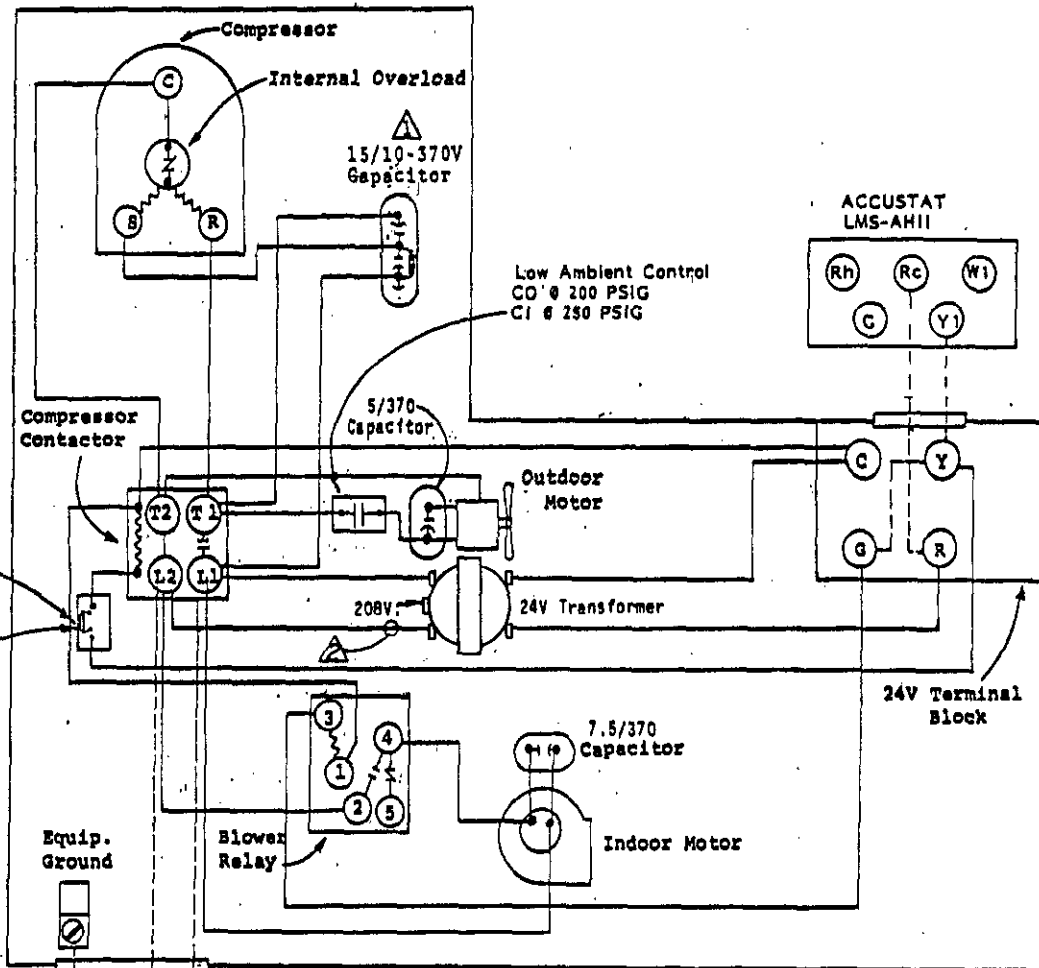 Compressor
C
Internal Overload
1
15/10-370V
Gapacitor
S
R
ACCUSTAT
LMS-AHII
Rh
Rc
W1
G
Y1
Low Ambient Control
CO @ 200 PSIG
CI @ 250 PSIG
Compressor
Contactor
5/370
Capacitor
T2
T1
L2
L1
Outdoor
Motor
C
Y
G
R
208V.
24V Transformer
2
24V Terminal
Block
3
4
1
2
5
7.5/370
Capacitor
Equip.
Ground
Blower
Relay
Indoor Motor